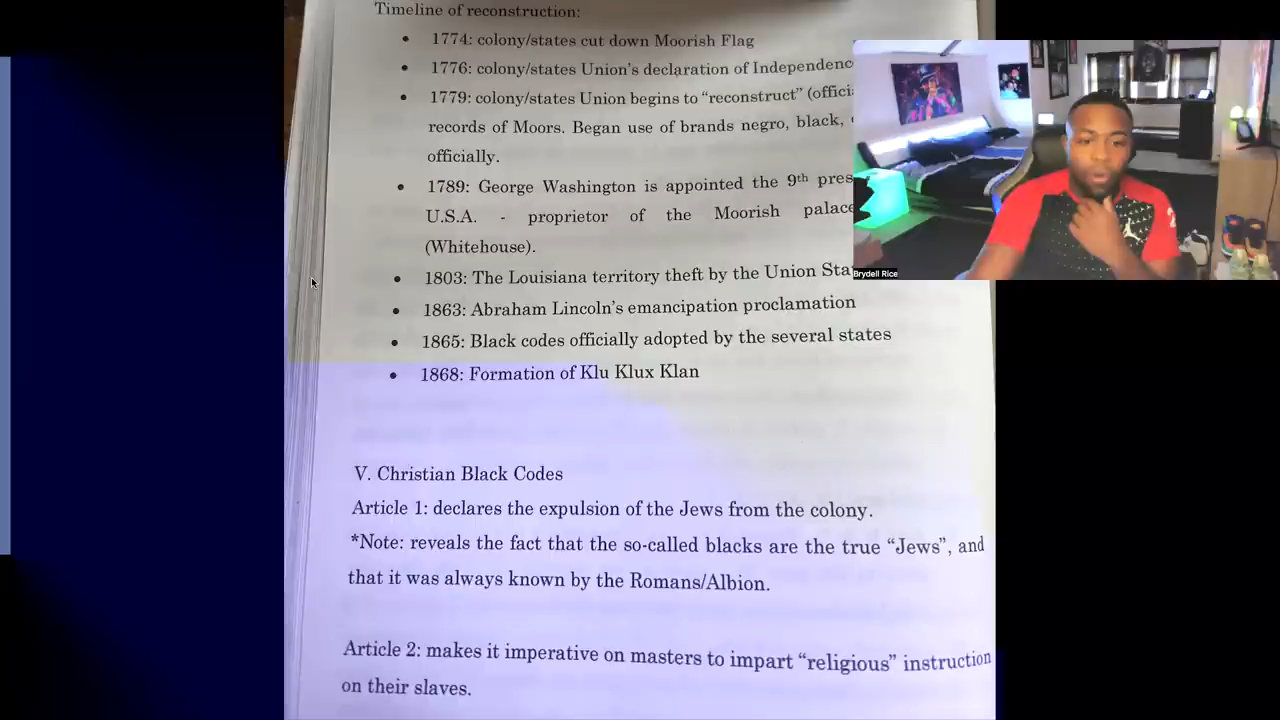 Timeline of reconstruction:
• 1774: colony/states cut down Moorish Flag
• 1776: colony/states Union's declaration of Independenc
• 1779: colony/states Union begins to "reconstruct" (offici
records of Moors. Began use of brands negro, black,
officially.
• 1789: George Washington is appointed the 9th pres
U.S.A. - proprietor of the Moorish palace
(Whitehouse).
• 1803: The Louisiana territory theft by the Union Sta
• 1863: Abraham Lincoln's emancipation proclamation
• 1865: Black codes officially adopted by the several states
• 1868: Formation of Klu Klux Klan
V. Christian Black Codes
Article 1: declares the expulsion of the Jews from the colony.
*Note: reveals the fact that the so-called blacks are the true "Jews", and
that it was always known by the Romans/Albion.
Article 2: makes it imperative on masters to impart "religious" instruction
on their slaves.
Brydell Rice